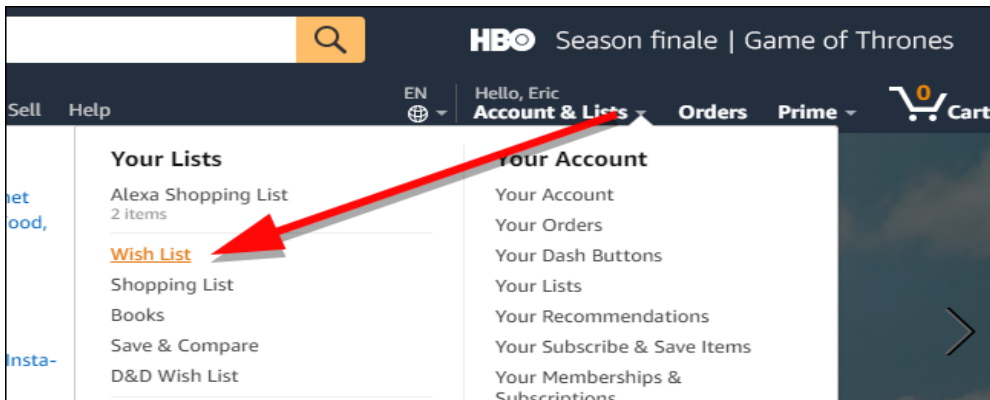 HBO Season finale | Game of Thrones
EN
Hello, Eric
Sell Help
Account & Lists Orders Prime
0
Cart
Your Lists
Alexa Shopping List
2 items
Wish List
Shopping List
Books
Save & Compare
D&D Wish List
Your Account
Your Account
Your Orders
Your Dash Buttons
Your Lists
Your Recommendations
Your Subscribe & Save Items
Your Memberships &
Subscriptions
ood,
Insta-